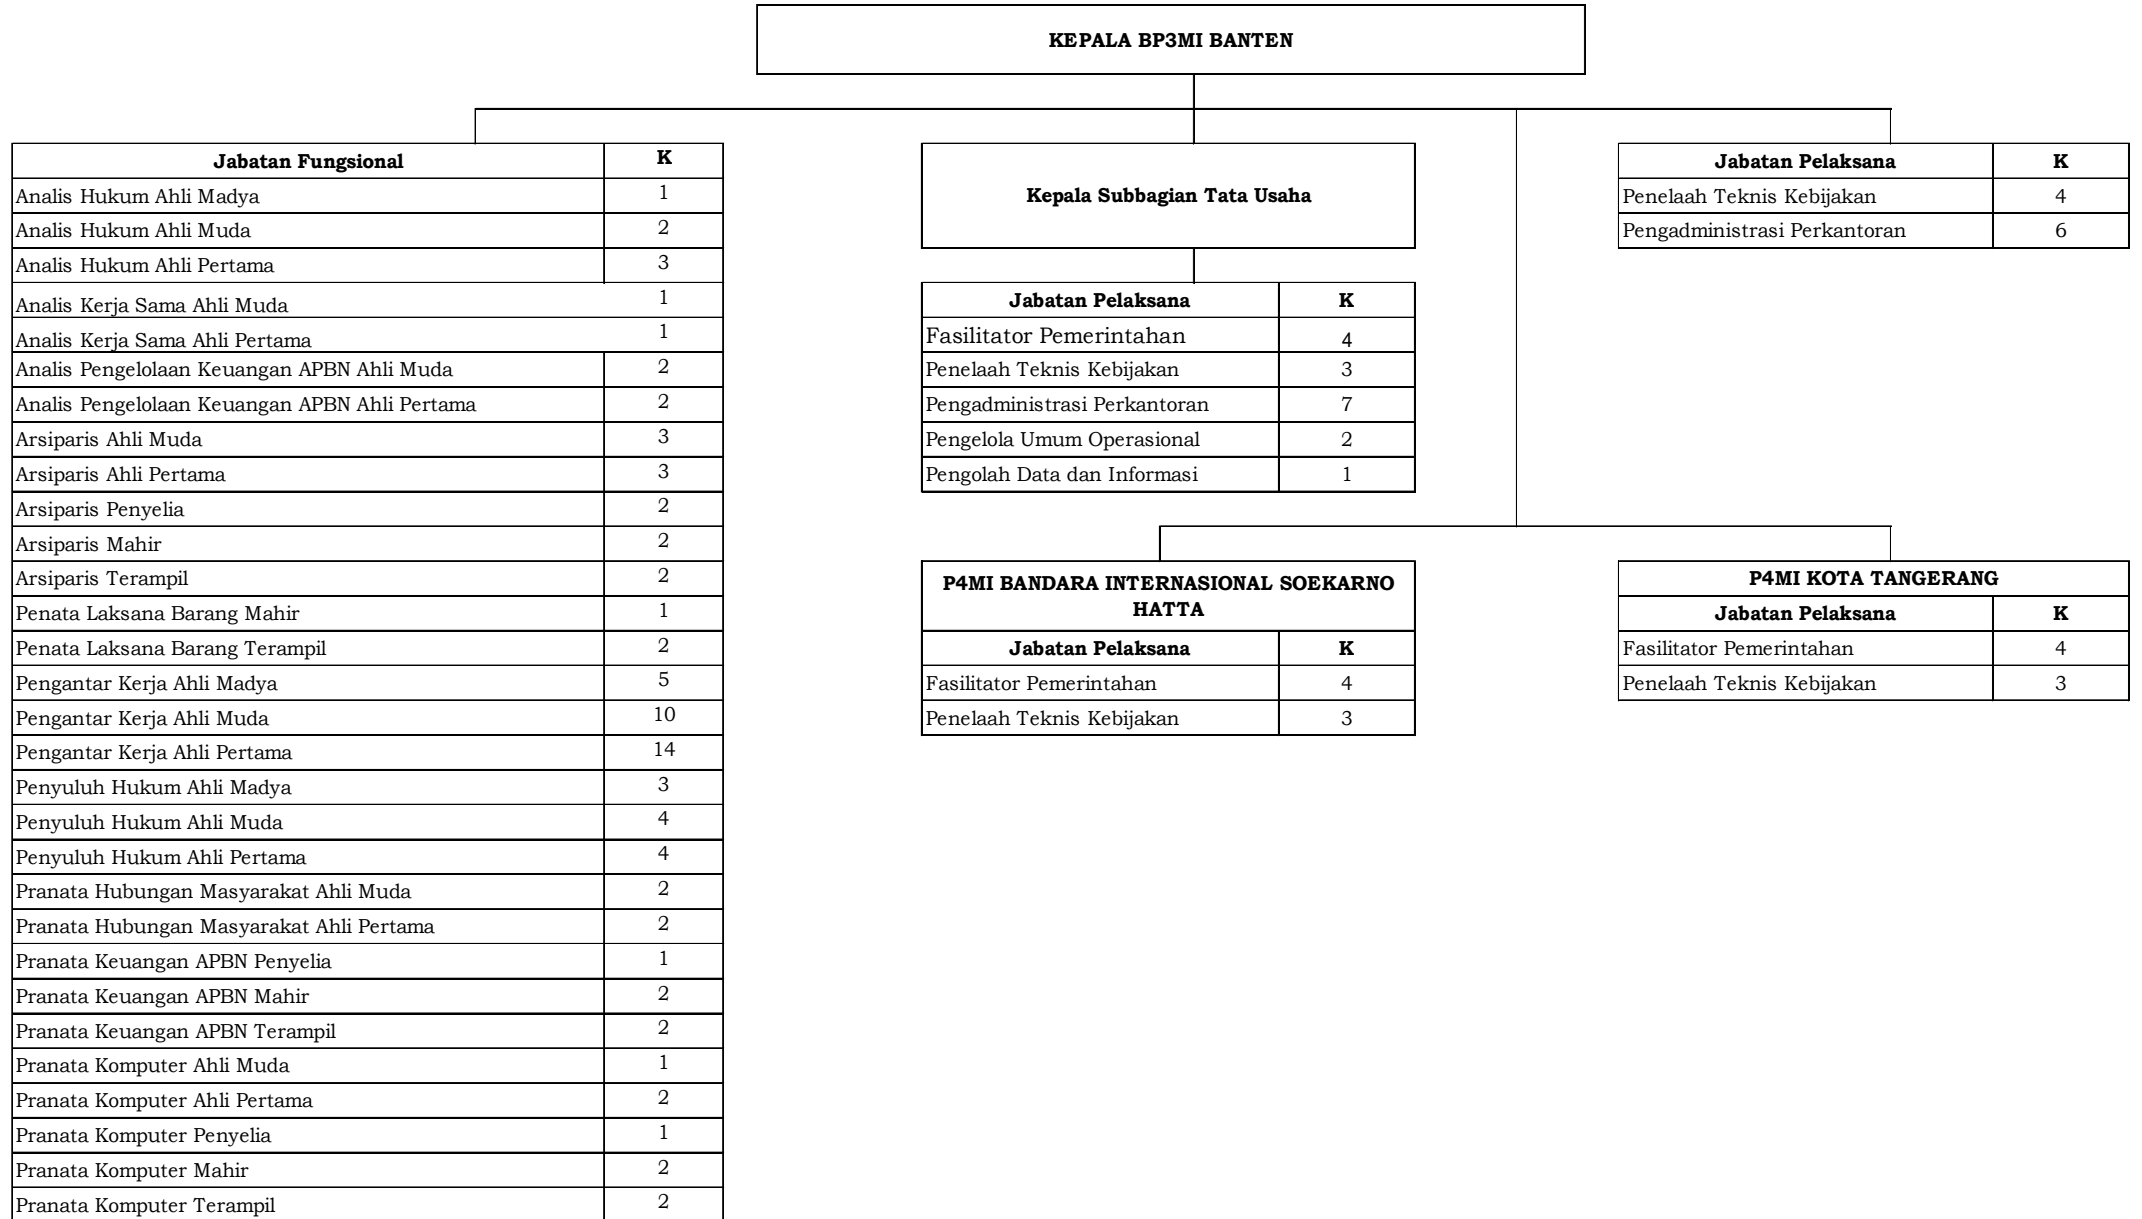 KEPALA BP3MI BANTEN
Jabatan Fungsional K
Analis Hukum Ahli Madya 1
Analis Hukum Ahli Muda 2
Analis Hukum Ahli Pertama 3
Analis Kerja Sama Ahli Muda 1
Analis Kerja Sama Ahli Pertama 1
Analis Pengelolaan Keuangan APBN Ahli Muda 2
Analis Pengelolaan Keuangan APBN Ahli Pertama 2
Arsiparis Ahli Muda 3
Arsiparis Ahli Pertama 3
Arsiparis Penyelia 2
Arsiparis Mahir 2
Arsiparis Terampil 2
Penata Laksana Barang Mahir 1
Penata Laksana Barang Terampil 2
Pengantar Kerja Ahli Madya 5
Pengantar Kerja Ahli Muda 10
Pengantar Kerja Ahli Pertama 14
Penyuluh Hukum Ahli Madya 3
Penyuluh Hukum Ahli Muda 4
Penyuluh Hukum Ahli Pertama 4
Pranata Hubungan Masyarakat Ahli Muda 2
Pranata Hubungan Masyarakat Ahli Pertama 2
Pranata Keuangan APBN Penyelia 1
Pranata Keuangan APBN Mahir 2
Pranata Keuangan APBN Terampil 2
Pranata Komputer Ahli Muda 1
Pranata Komputer Ahli Pertama 2
Pranata Komputer Penyelia 1
Pranata Komputer Mahir 2
Pranata Komputer Terampil 2
Kepala Subbagian Tata Usaha
Jabatan Pelaksana K
Fasilitator Pemerintahan 4
Penelaah Teknis Kebijakan 3
Pengadministrasi Perkantoran 7
Pengelola Umum Operasional 2
Pengolah Data dan Informasi 1
Jabatan Pelaksana K
Penelaah Teknis Kebijakan 4
Pengadministrasi Perkantoran 6
P4MI BANDARA INTERNASIONAL SOEKARNO
HATTA
Jabatan Pelaksana K
Fasilitator Pemerintahan 4
Penelaah Teknis Kebijakan 3
P4MI KOTA TANGERANG
Jabatan Pelaksana K
Fasilitator Pemerintahan 4
Penelaah Teknis Kebijakan 3